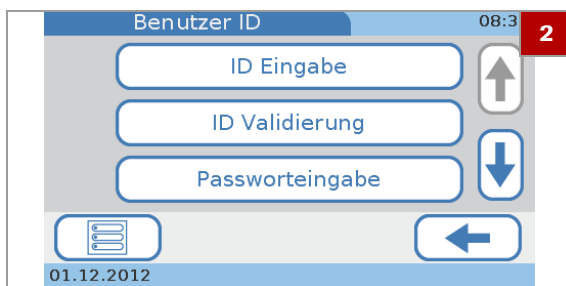 Benutzer ID 08:3
2
ID Eingabe
ID Validierung
Passworteingabe
01.12.2012